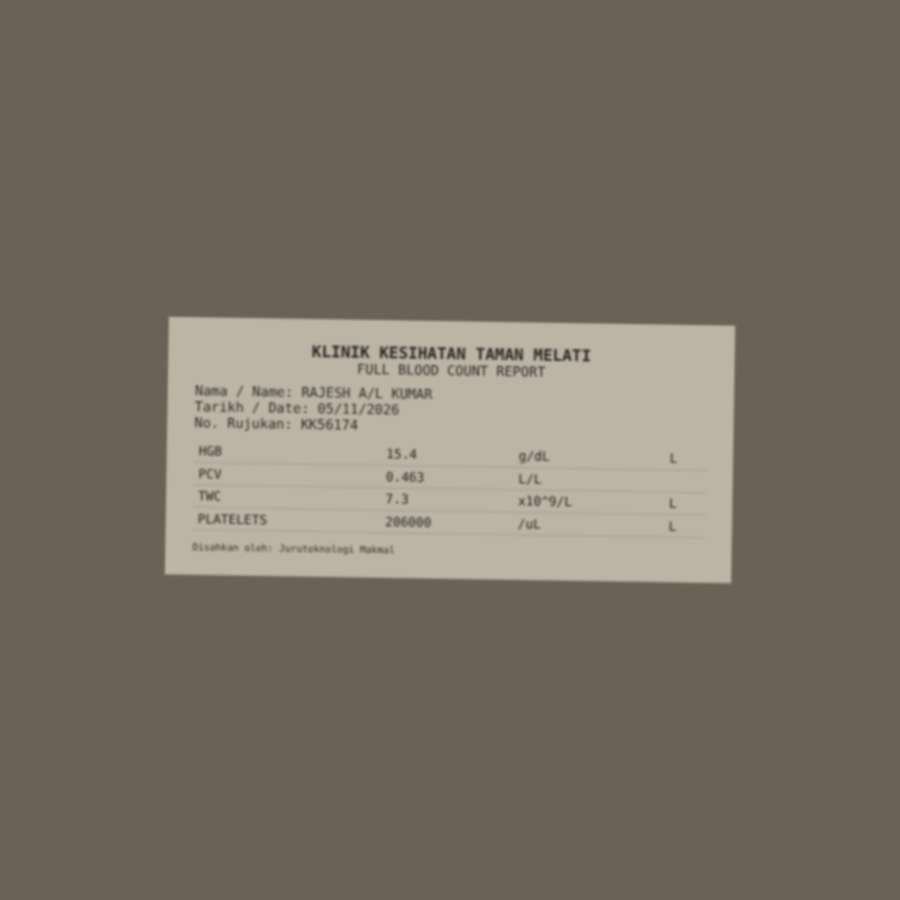 KLINIK KESIHATAN TAMAN MELATI
FULL BLOOD COUNT REPORT
Nama / Name: RAJESH A/L KUMAR
Tarikh / Date: 05/11/2026
No. Rujukan: KK56174
HGB 15.4 g/dL L
PCV 0.463 L/L
TWC 7.3 x10^9/L L
PLATELETS 206000 /uL L
Disahkan oleh: Juruteknologi Makmal